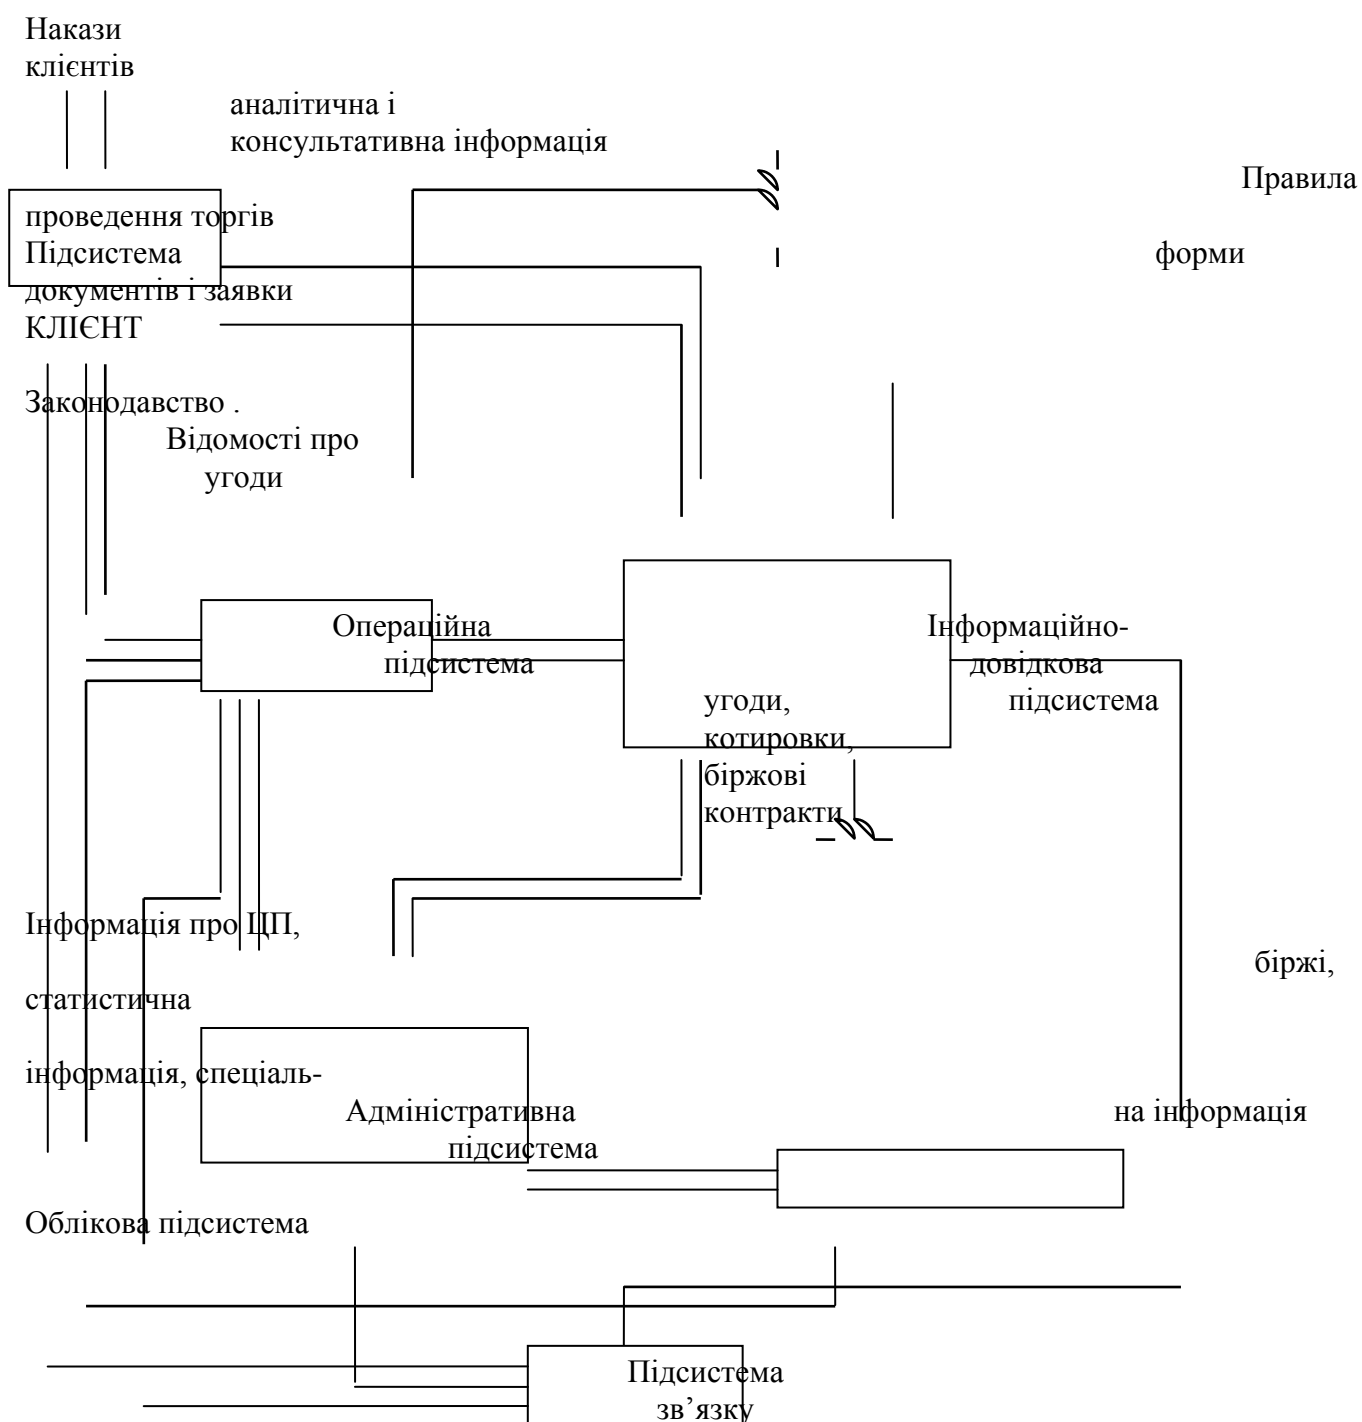 Накази
клієнтів
аналітична і
консультативна інформація
Правила
проведення торгів
Підсистема форми
документів і заявки
КЛІЄНТ
Законодавство .
Відомості про
угоди
Операційна Інформаційно-
підсистема довідкова
угоди, підсистема
котировки,
біржові
контракти
Інформація про ЦП,
біржі,
статистична
інформація, спеціаль-
Адміністративна на інформація
підсистема
Облікова підсистема
Підсистема
зв’язку